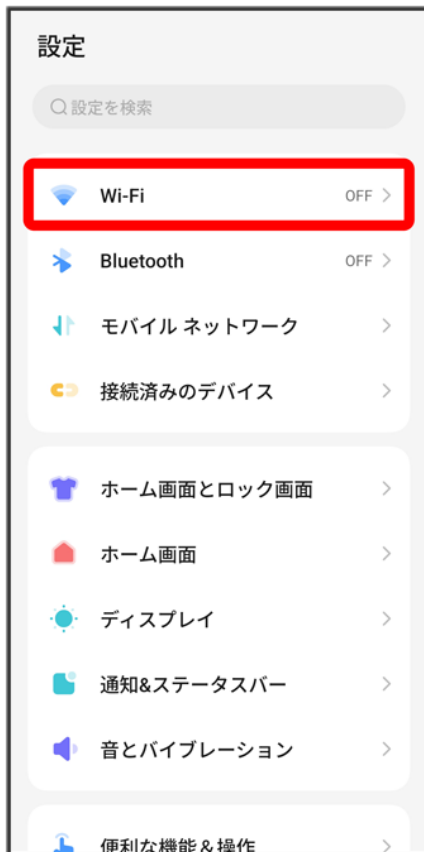 設定
設定を検索
Wi-Fi OFF
Bluetooth OFF
モバイル ネットワーク
接続済みのデバイス
ホーム画面とロック画面
ホーム画面
ディスプレイ
通知&ステータスバー
音とバイブレーション
便利な機能＆操作